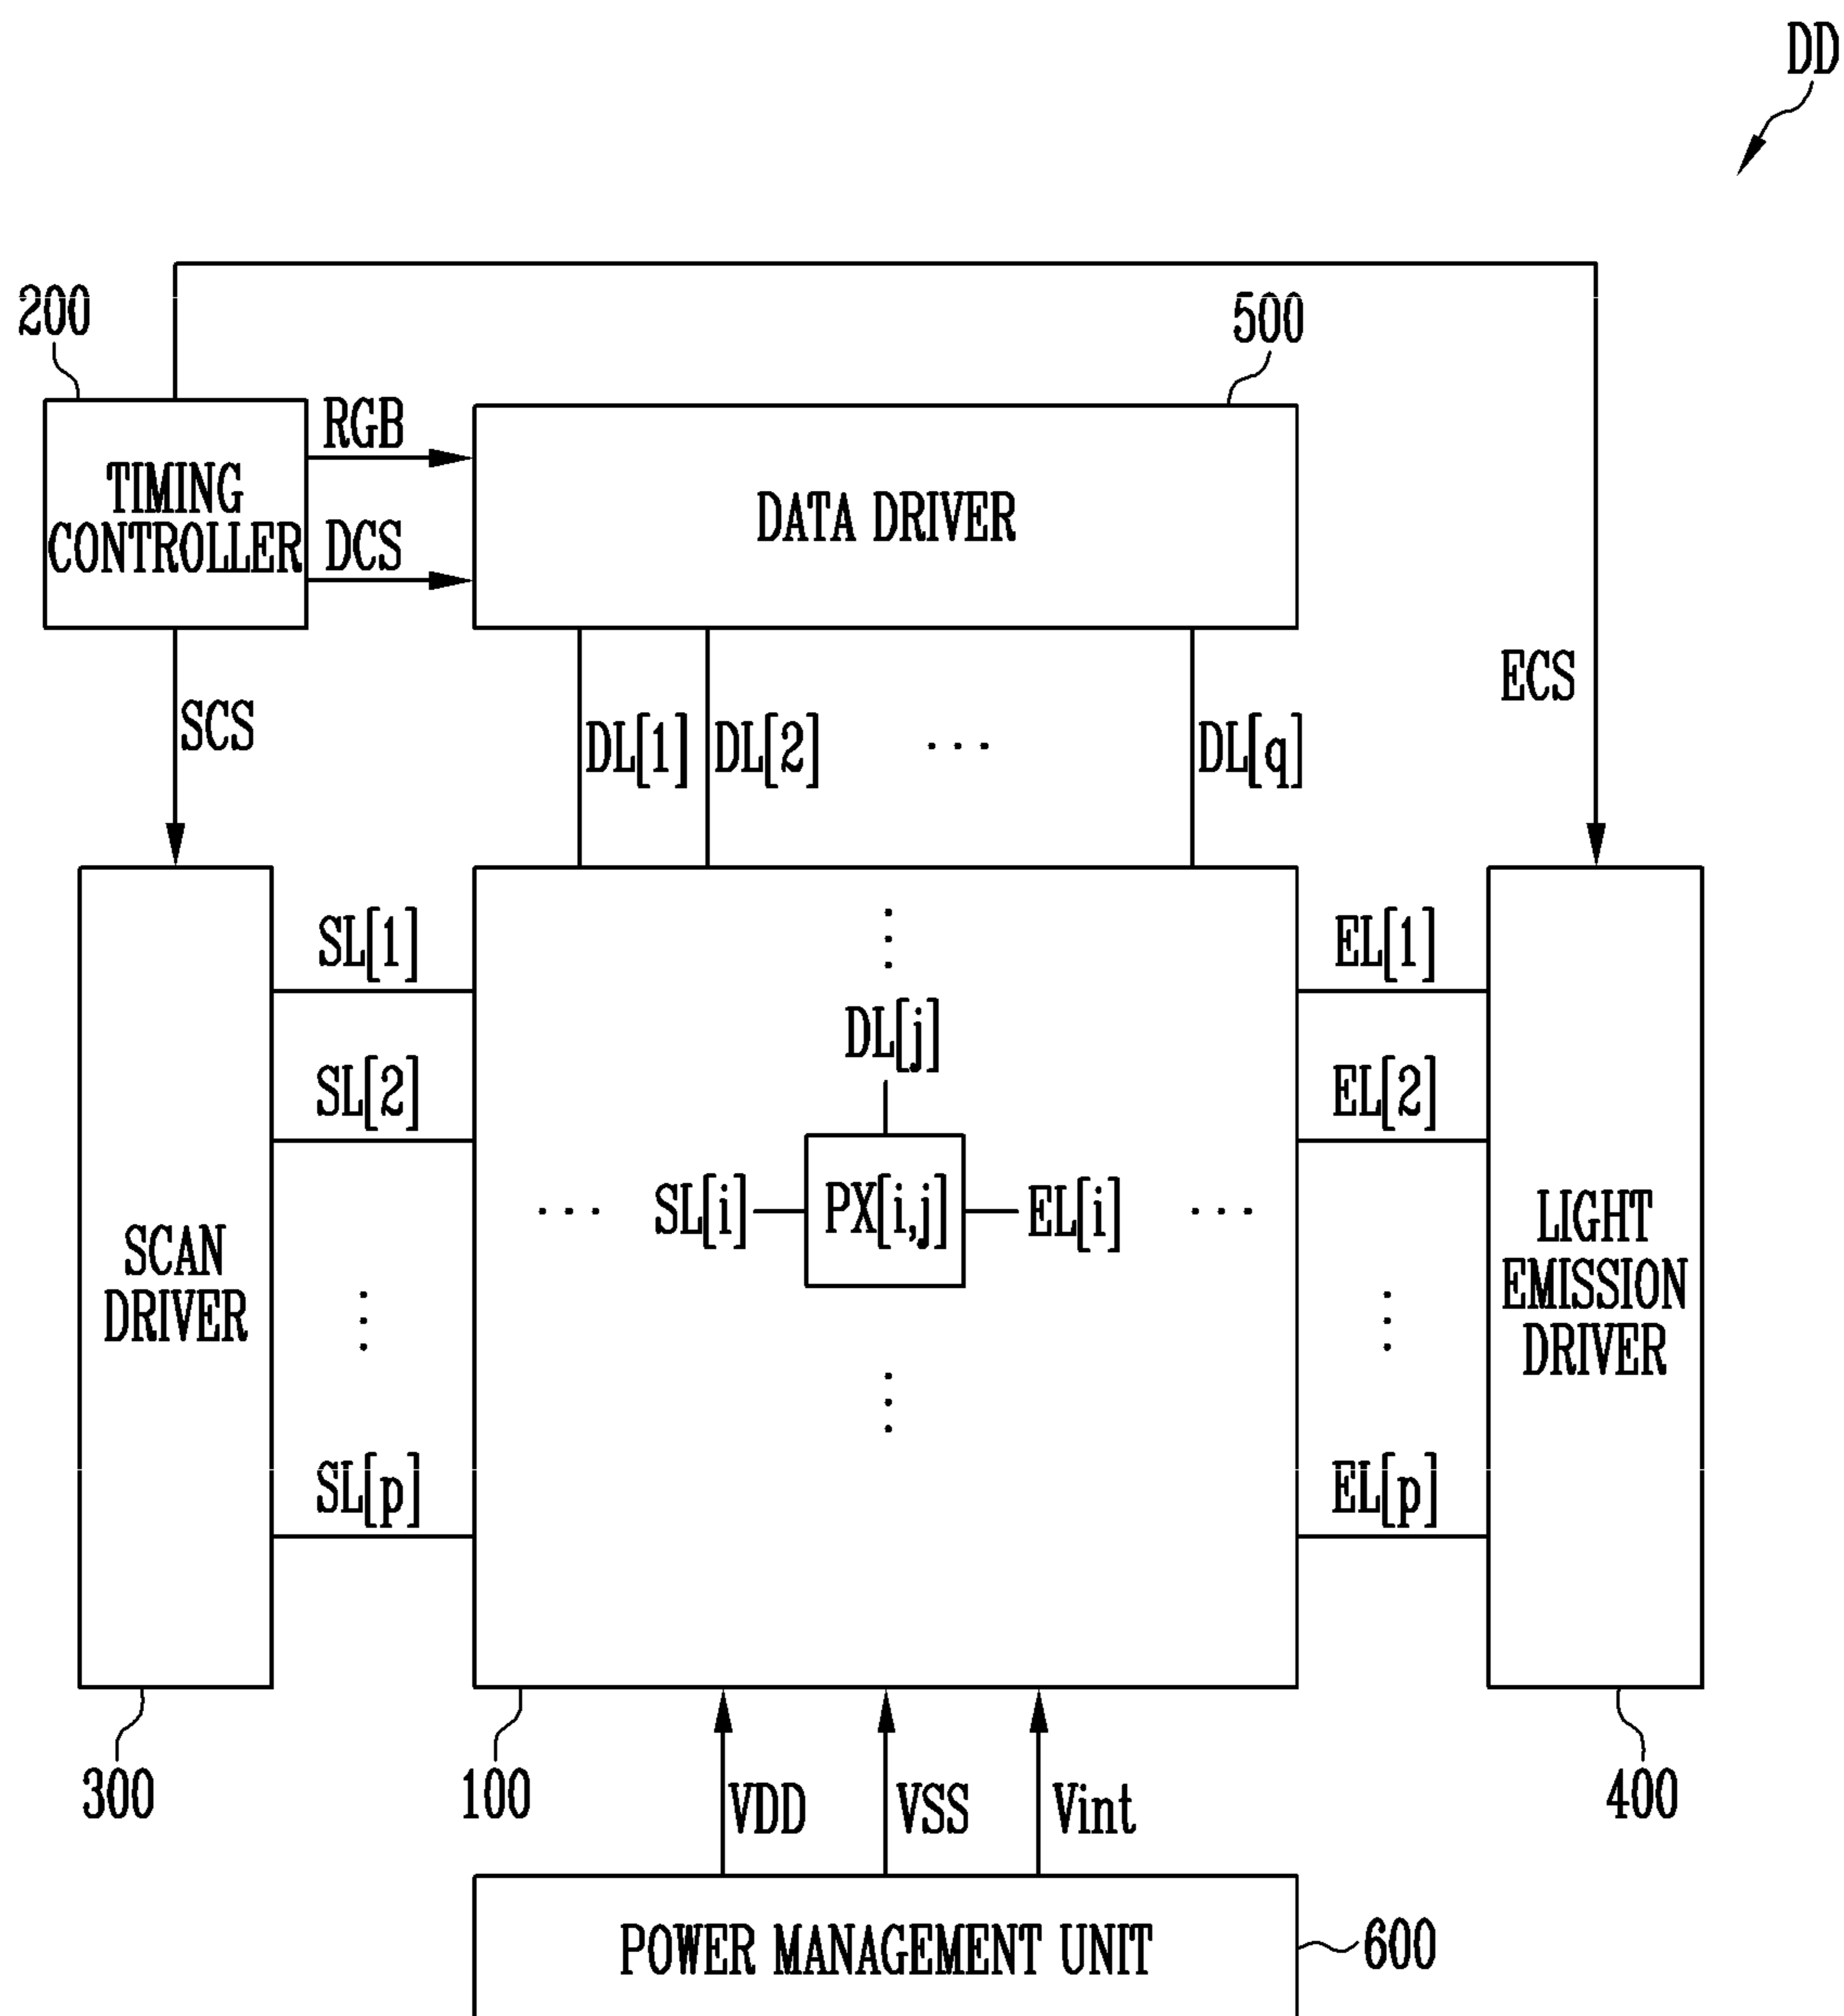 DD
200
500
RGB
TIMING
CONTROLLER
DCS
DATA DRIVER
SCS
ECS
DL[1]
DL[2]
...
DL[q]
SL[1]
EL[1]
DL[j]
SL[2]
EL[2]
... SL[i]
PX[i,j]
EL[i] ...
SCAN
DRIVER
LIGHT
EMISSION
DRIVER
SL[p]
EL[p]
300
100
VDD
VSS
Vint
400
POWER MANAGEMENT UNIT
600